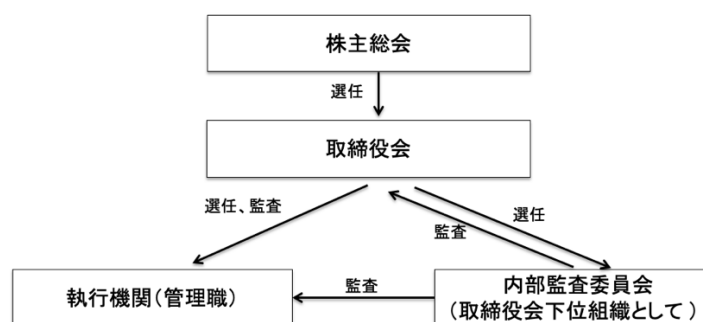 株主総会
選任
取締役会
選任、監査
選任
監査
執行機関(管理職)
監査
内部監査委員会
(取締役会下位組織として)